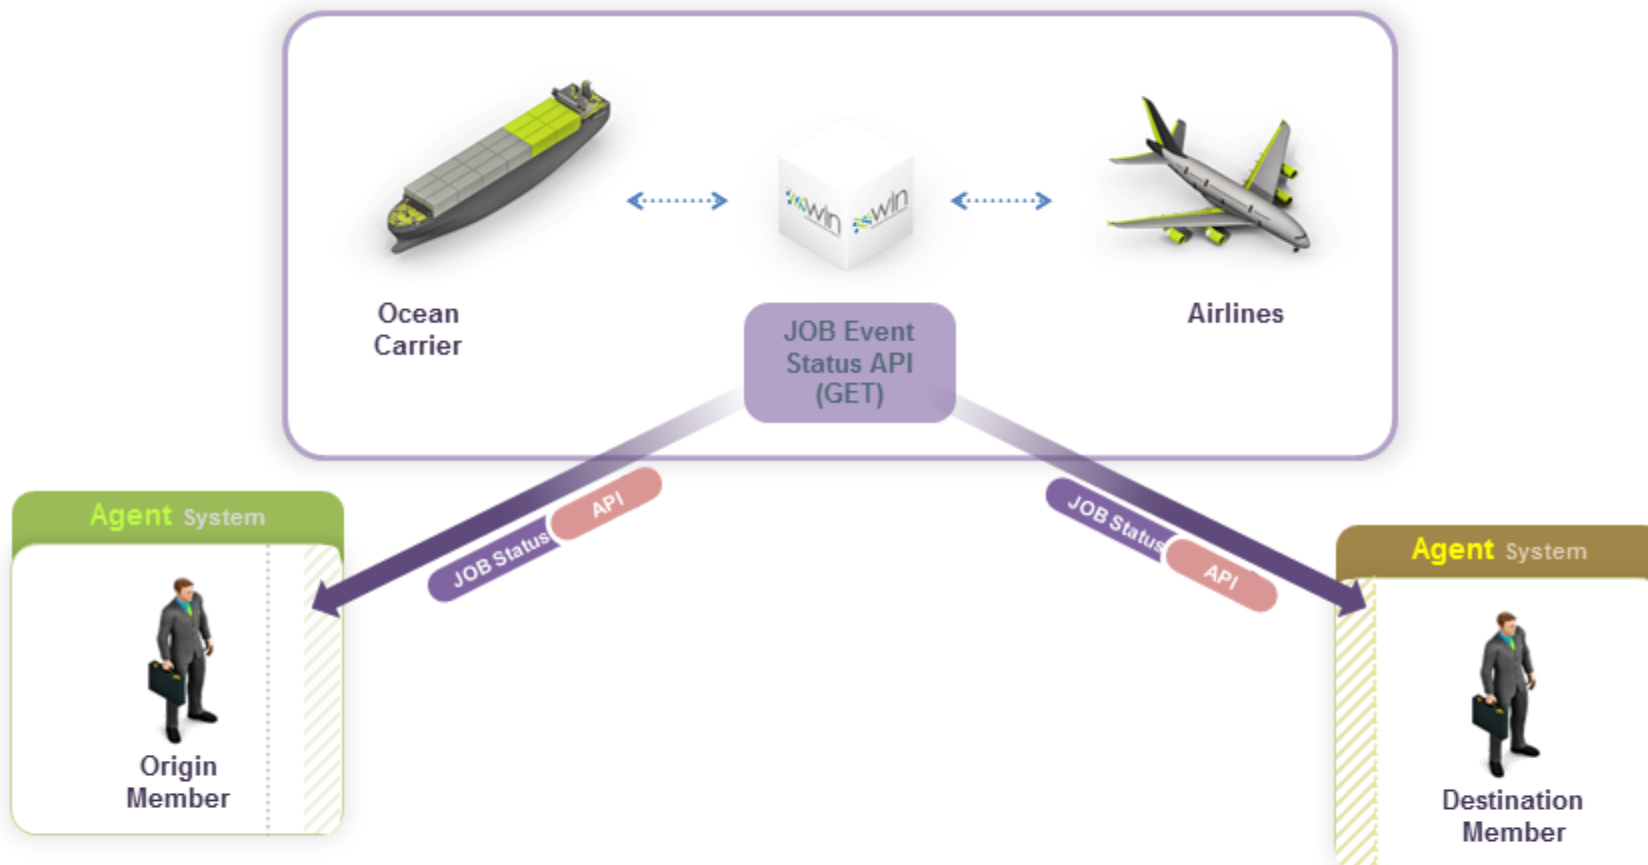 win win
Ocean
Carrier
Airlines
JOB Event
Status API
(GET)
JOB Status API
JOB Status API
Agent System
Origin
Member
Agent System
Destination
Member